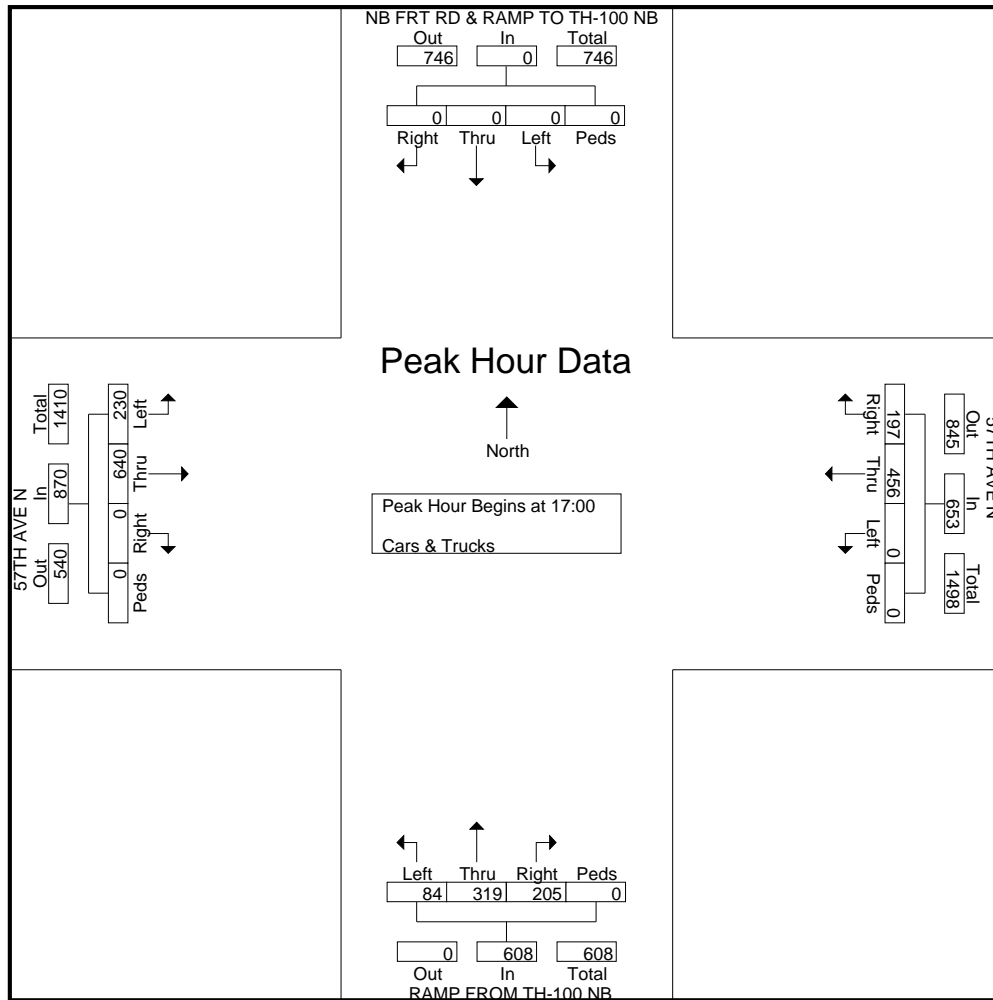 NB FRT RD & RAMP TO TH-100 NB
Out In Total
746 0 746
0 0 0 0
Right Thru Left Peds
Peak Hour Data
North
Peak Hour Begins at 17:00
Cars & Trucks
57TH AVE N
Total In Out
1410 870 540
230 640 0 0
Left Thru Right Peds
57TH AVE N
Out In Total
845 653 1498
197 456 0 0
Right Thru Left Peds
Left Thru Right Peds
84 319 205 0
0 608 608
Out In Total
RAMP FROM TH-100 NB